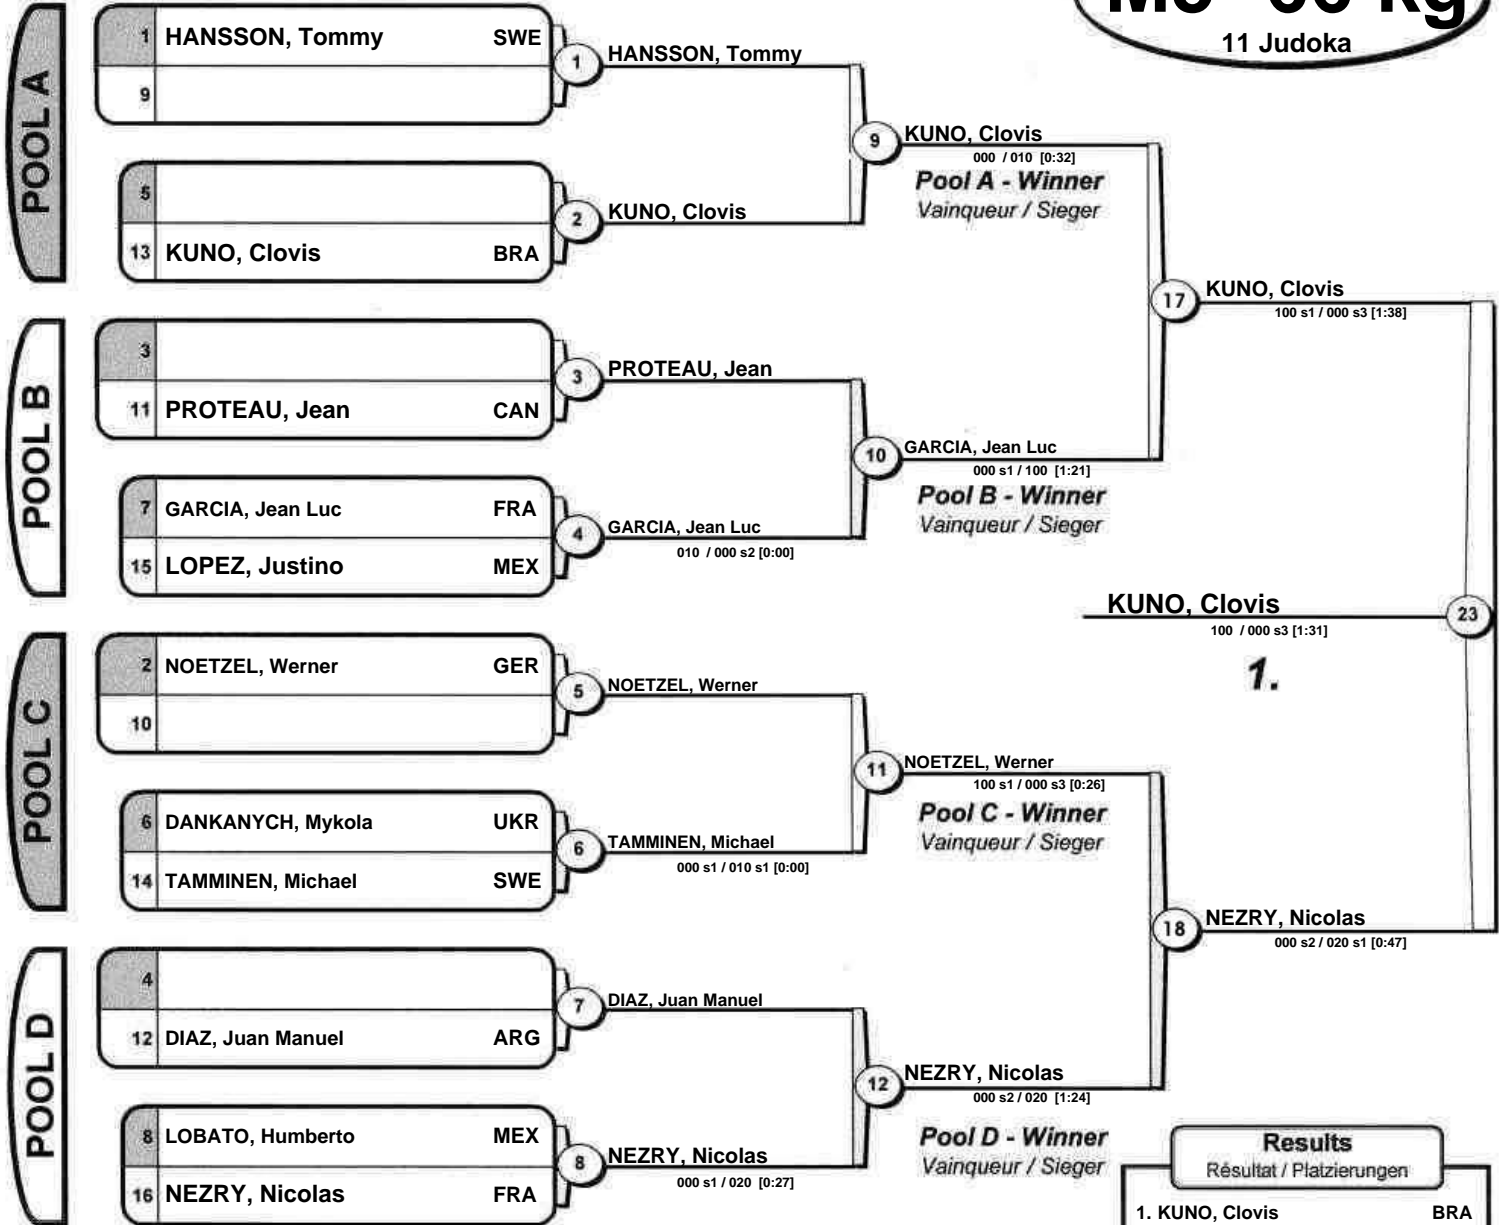 11 Judoka
POOL A
1 HANSSON, Tommy SWE
9
1
HANSSON, Tommy
5
13 KUNO, Clovis BRA
2
KUNO, Clovis
9
KUNO, Clovis
000 / 010 [0:32]
Pool A - Winner
Vainqueur / Sieger
POOL B
3
11 PROTEAU, Jean CAN
3
PROTEAU, Jean
7 GARCIA, Jean Luc FRA
15 LOPEZ, Justino MEX
4
GARCIA, Jean Luc
010 / 000 s2 [0:00]
10
GARCIA, Jean Luc
000 s1 / 100 [1:21]
Pool B - Winner
Vainqueur / Sieger
17
KUNO, Clovis
100 s1 / 000 s3 [1:38]
KUNO, Clovis
100 / 000 s3 [1:31]
23
1.
POOL C
2 NOETZEL, Werner GER
10
5
NOETZEL, Werner
6 DANKANYCH, Mykola UKR
14 TAMMINEN, Michael SWE
6
TAMMINEN, Michael
000 s1 / 010 s1 [0:00]
11
NOETZEL, Werner
100 s1 / 000 s3 [0:26]
Pool C - Winner
Vainqueur / Sieger
POOL D
4
12 DIAZ, Juan Manuel ARG
7
DIAZ, Juan Manuel
8 LOBATO, Humberto MEX
16 NEZRY, Nicolas FRA
8
NEZRY, Nicolas
000 s1 / 020 [0:27]
12
NEZRY, Nicolas
000 s2 / 020 [1:24]
Pool D - Winner
Vainqueur / Sieger
18
NEZRY, Nicolas
000 s2 / 020 s1 [0:47]
Results
Résultat / Platzierungen
1. KUNO, Clovis BRA